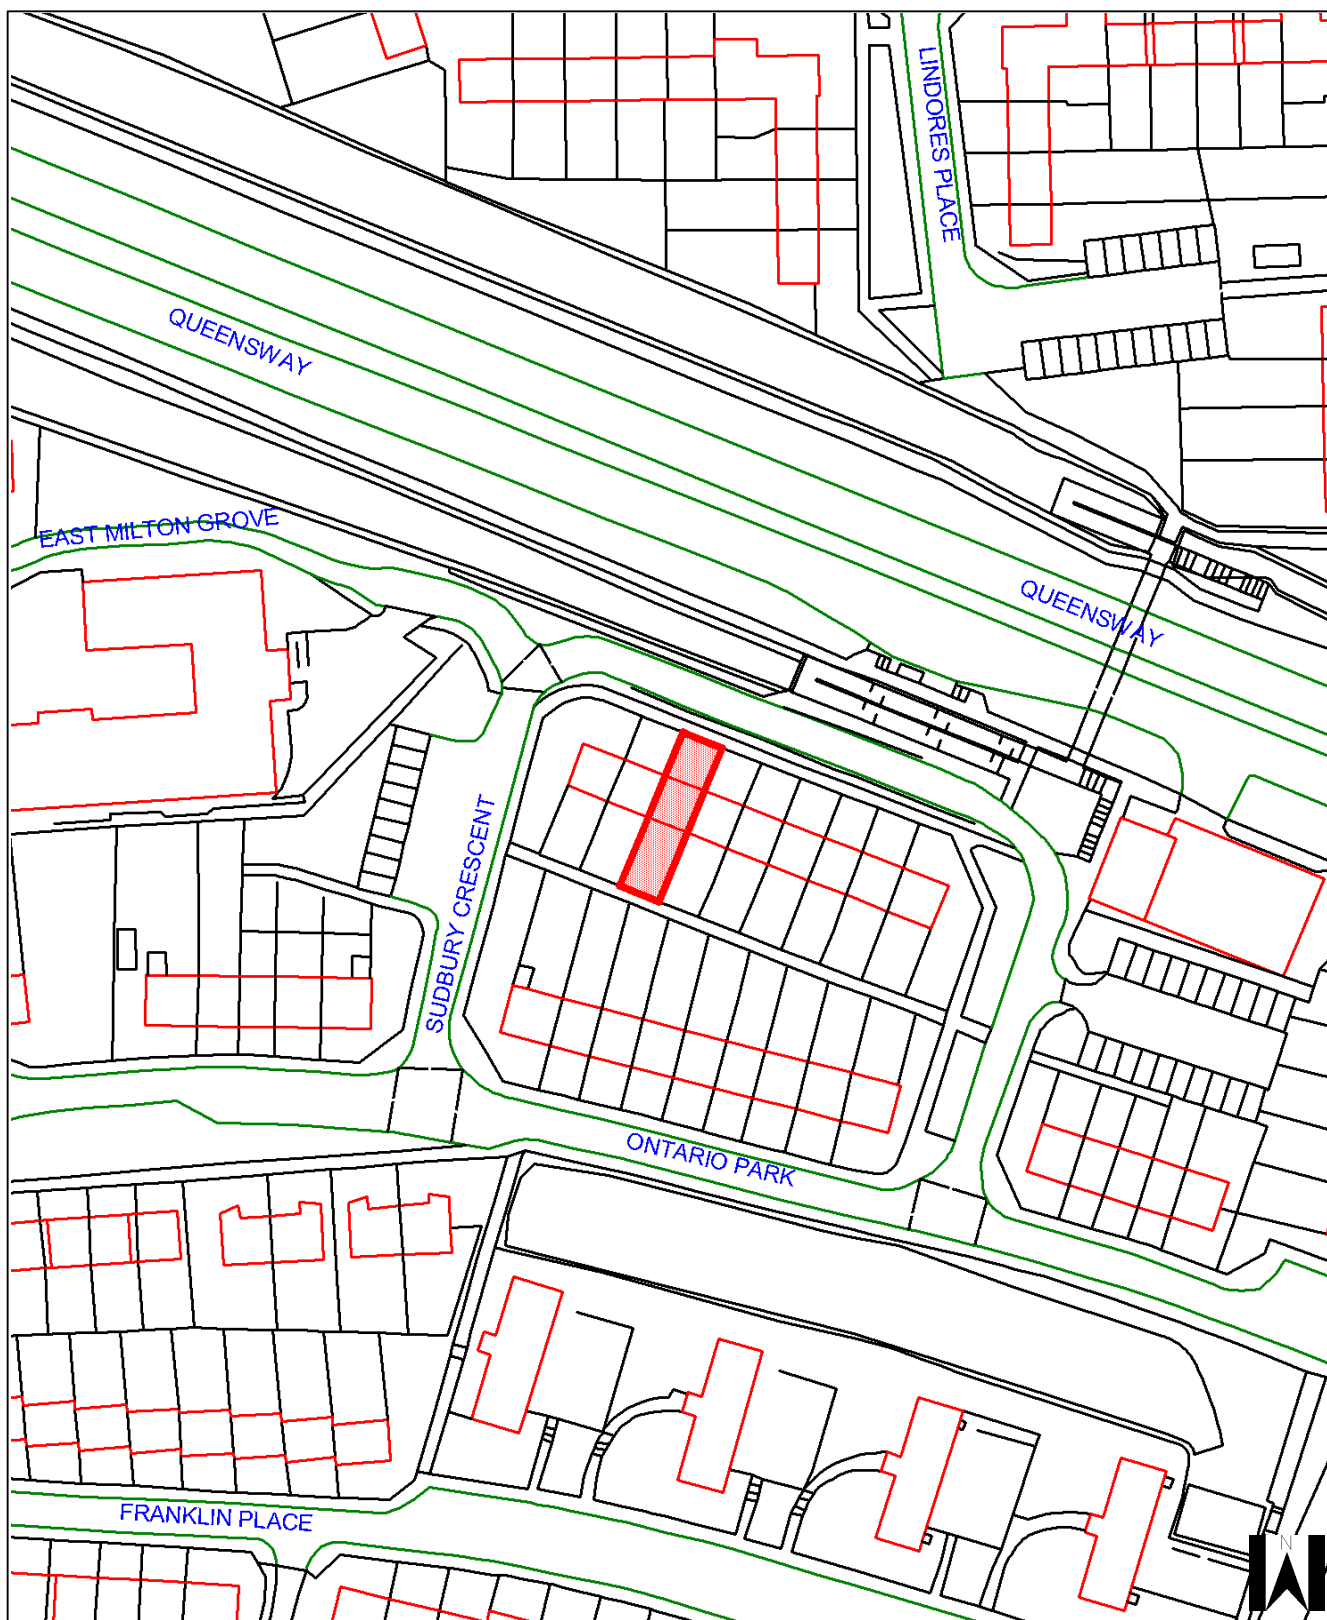 LINDORES PLACE
QUEENSWAY
EAST MILTON GROVE
QUEENSWAY
SUDBURY CRESCENT
ONTARIO PARK
FRANKLIN PLACE
N